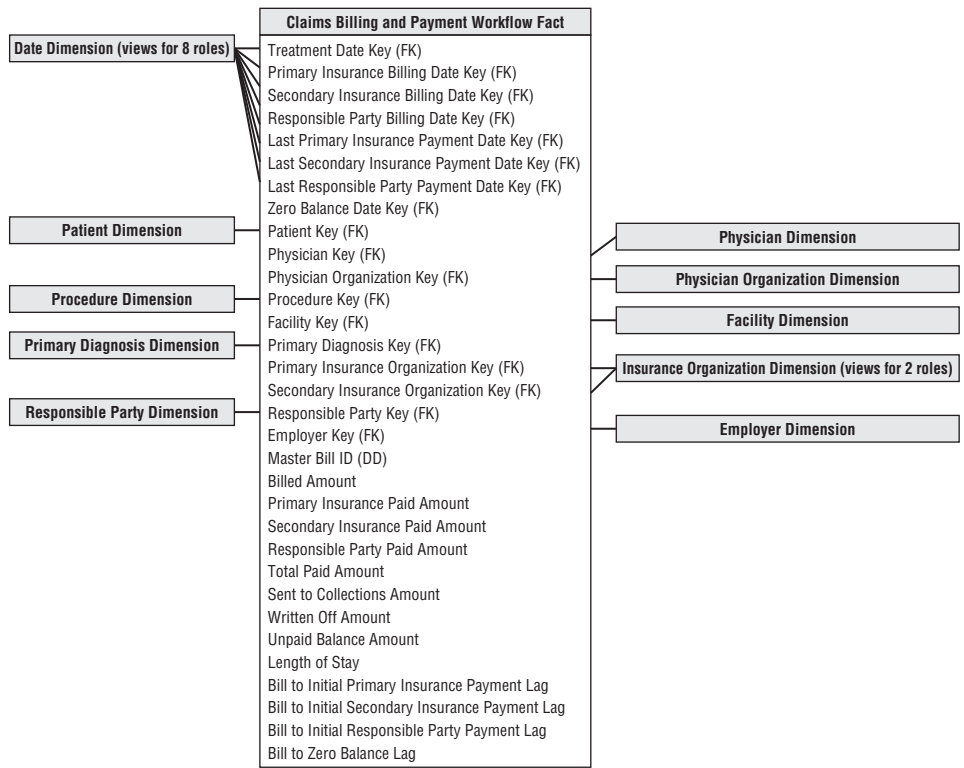 Claims Billing and Payment Workflow Fact
Date Dimension (views for 8 roles)
Treatment Date Key (FK)
Primary Insurance Billing Date Key (FK)
Secondary Insurance Billing Date Key (FK)
Responsible Party Billing Date Key (FK)
Last Primary Insurance Payment Date Key (FK)
Last Secondary Insurance Payment Date Key (FK)
Last Responsible Party Payment Date Key (FK)
Zero Balance Date Key (FK)
Patient Dimension
Patient Key (FK)
Physician Dimension
Physician Key (FK)
Physician Organization Key (FK)
Physician Organization Dimension
Procedure Dimension
Procedure Key (FK)
Facility Key (FK)
Facility Dimension
Primary Diagnosis Dimension
Primary Diagnosis Key (FK)
Primary Insurance Organization Key (FK)
Insurance Organization Dimension (views for 2 roles)
Secondary Insurance Organization Key (FK)
Responsible Party Dimension
Responsible Party Key (FK)
Employer Key (FK)
Employer Dimension
Master Bill ID (DD)
Billed Amount
Primary Insurance Paid Amount
Secondary Insurance Paid Amount
Responsible Party Paid Amount
Total Paid Amount
Sent to Collections Amount
Written Off Amount
Unpaid Balance Amount
Length of Stay
Bill to Initial Primary Insurance Payment Lag
Bill to Initial Secondary Insurance Payment Lag
Bill to Initial Responsible Party Payment Lag
Bill to Zero Balance Lag